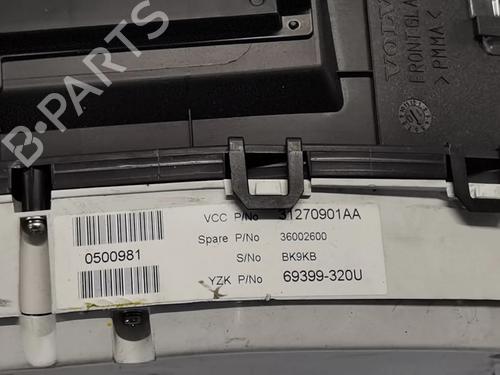 B-PARTS
VOLVO
FRONTGLA
>PMMA<
VCC P/No 31270901AA
Spare P/No 36002600
S/No BK9KB
YZK P/No 69399-320U
0500981